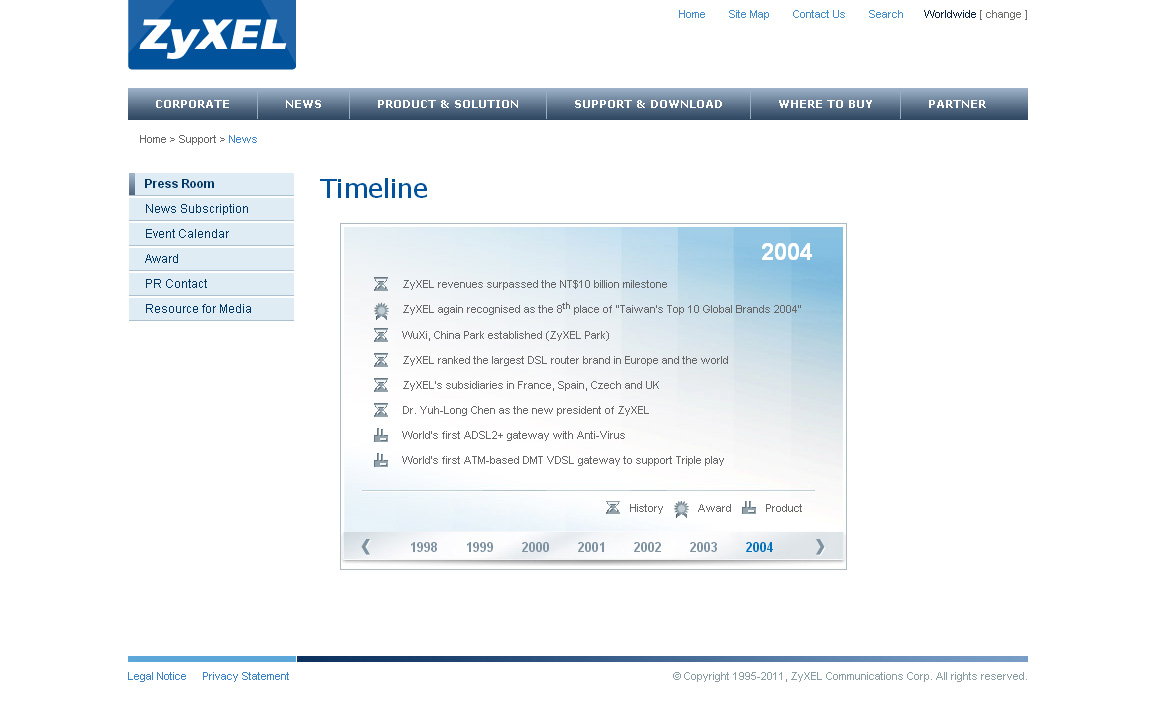 ZyXEL
Home Site Map Contact Us Search Worldwide [ change ]
CORPORATE NEWS PRODUCT & SOLUTION SUPPORT & DOWNLOAD WHERE TO BUY PARTNER
Home > Support > News
Press Room
News Subscription
Event Calendar
Award
PR Contact
Resource for Media
Timeline
2004
ZyXEL revenues surpassed the NT$10 billion milestone
ZyXEL again recognised as the 8th place of "Taiwan's Top 10 Global Brands 2004"
WuXi, China Park established (ZyXEL Park)
ZyXEL ranked the largest DSL router brand in Europe and the world
ZyXEL's subsidiaries in France, Spain, Czech and UK
Dr. Yuh-Long Chen as the new president of ZyXEL
World's first ADSL2+ gateway with Anti-Virus
World's first ATM-based DMT VDSL gateway to support Triple play
History Award Product
1998 1999 2000 2001 2002 2003 2004
Legal Notice Privacy Statement
© Copyright 1995-2011, ZyXEL Communications Corp. All rights reserved.